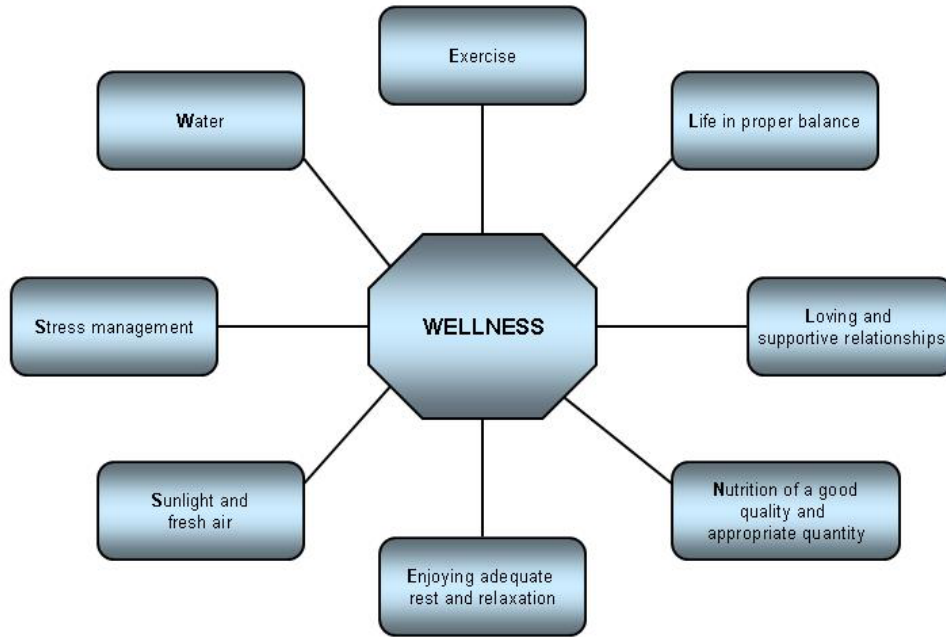 Exercise
Water
Life in proper balance
WELLNESS
Stress management
Loving and
supportive relationships
Sunlight and
fresh air
Nutrition of a good
quality and
appropriate quantity
Enjoying adequate
rest and relaxation